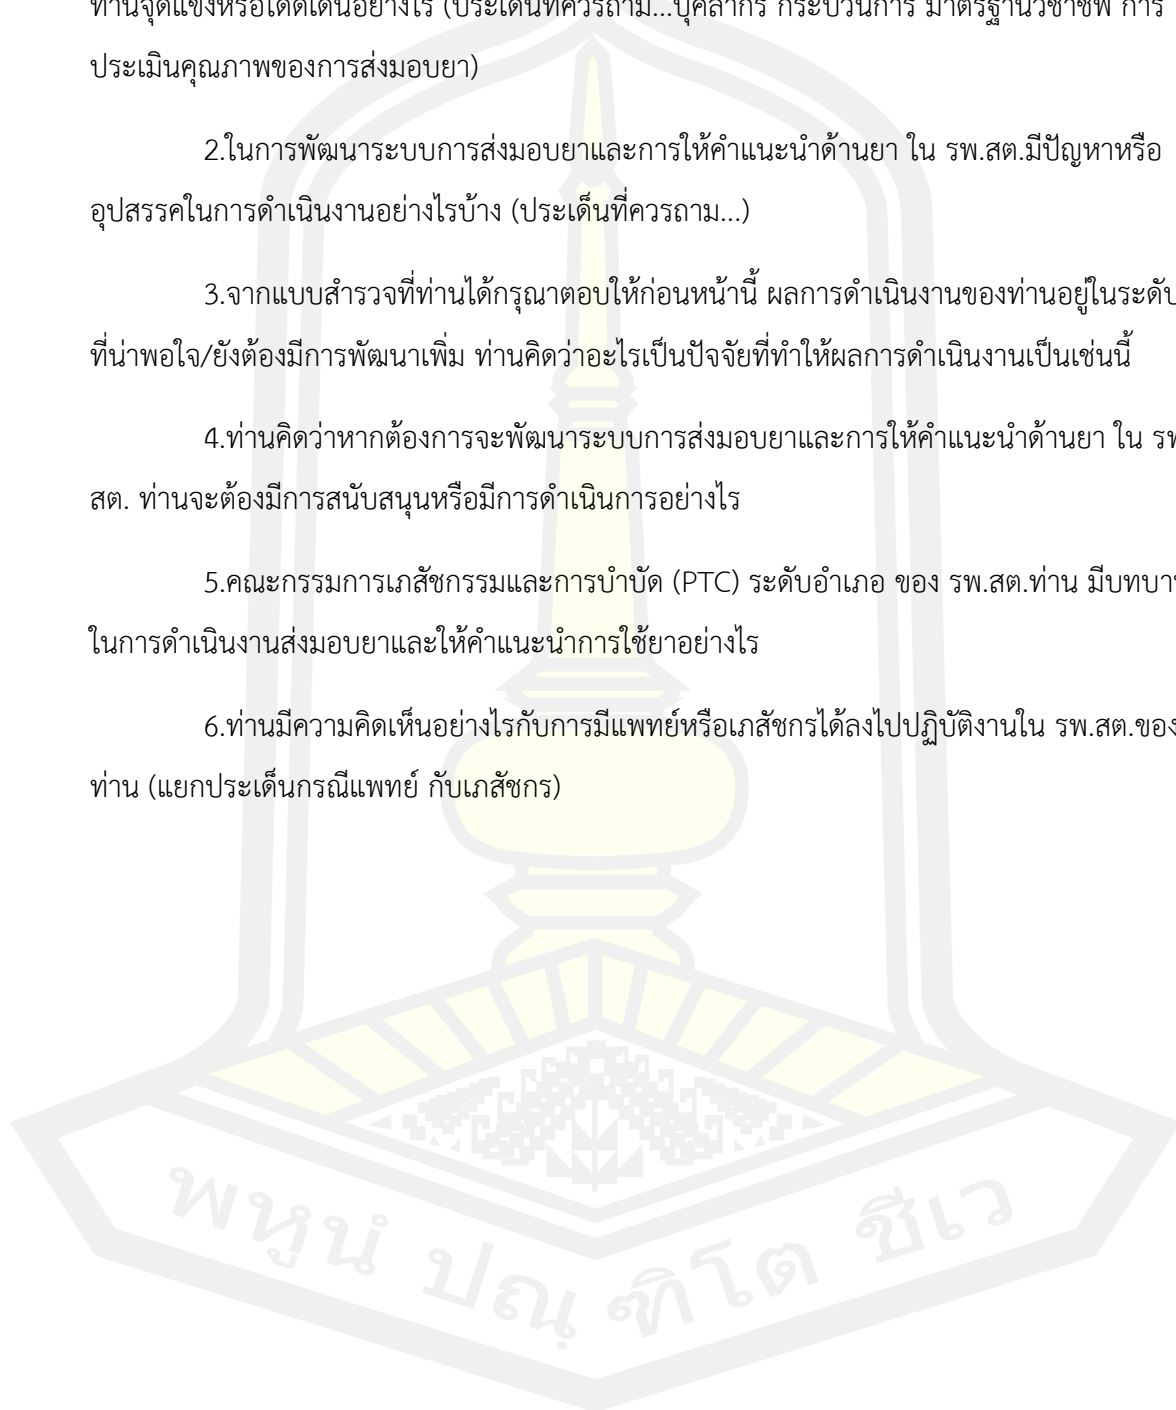 ท่านจุดแข็งหรือโดดเด่นอย่างไร (ประเด็นที่ควรถาม...บุคลากร กระบวนการ มาตรฐานวิชาชีพ การ
ประเมินคุณภาพของการส่งมอบยา)
2.ในการพัฒนาระบบการส่งมอบยาและการให้คำแนะนำด้านยา ใน รพ.สต.มีปัญหาหรือ
อุปสรรคในการดำเนินงานอย่างไรบ้าง (ประเด็นที่ควรถาม...)
3.จากแบบสำรวจที่ท่านได้กรุณาตอบให้ก่อนหน้านี้ ผลการดำเนินงานของท่านอยู่ในระดับ
ที่น่าพอใจ/ยังต้องมีการพัฒนาเพิ่ม ท่านคิดว่าอะไรเป็นปัจจัยที่ทำให้ผลการดำเนินงานเป็นเช่นนี้
4.ท่านคิดว่าหากต้องการจะพัฒนาระบบการส่งมอบยาและการให้คำแนะนำด้านยา ใน รพ
สต. ท่านจะต้องมีการสนับสนุนหรือมีการดำเนินการอย่างไร
5.คณะกรรมการเภสัชกรรมและการบำบัด (PTC) ระดับอำเภอ ของ รพ.สต.ท่าน มีบทบาท
ในการดำเนินงานส่งมอบยาและให้คำแนะนำการใช้ยาอย่างไร
6.ท่านมีความคิดเห็นอย่างไรกับการมีแพทย์หรือเภสัชกรได้ลงไปปฏิบัติงานใน รพ.สต.ของ
ท่าน (แยกประเด็นกรณีแพทย์ กับเภสัชกร)
พหูนํ ปณฺฑิโต ชีเว